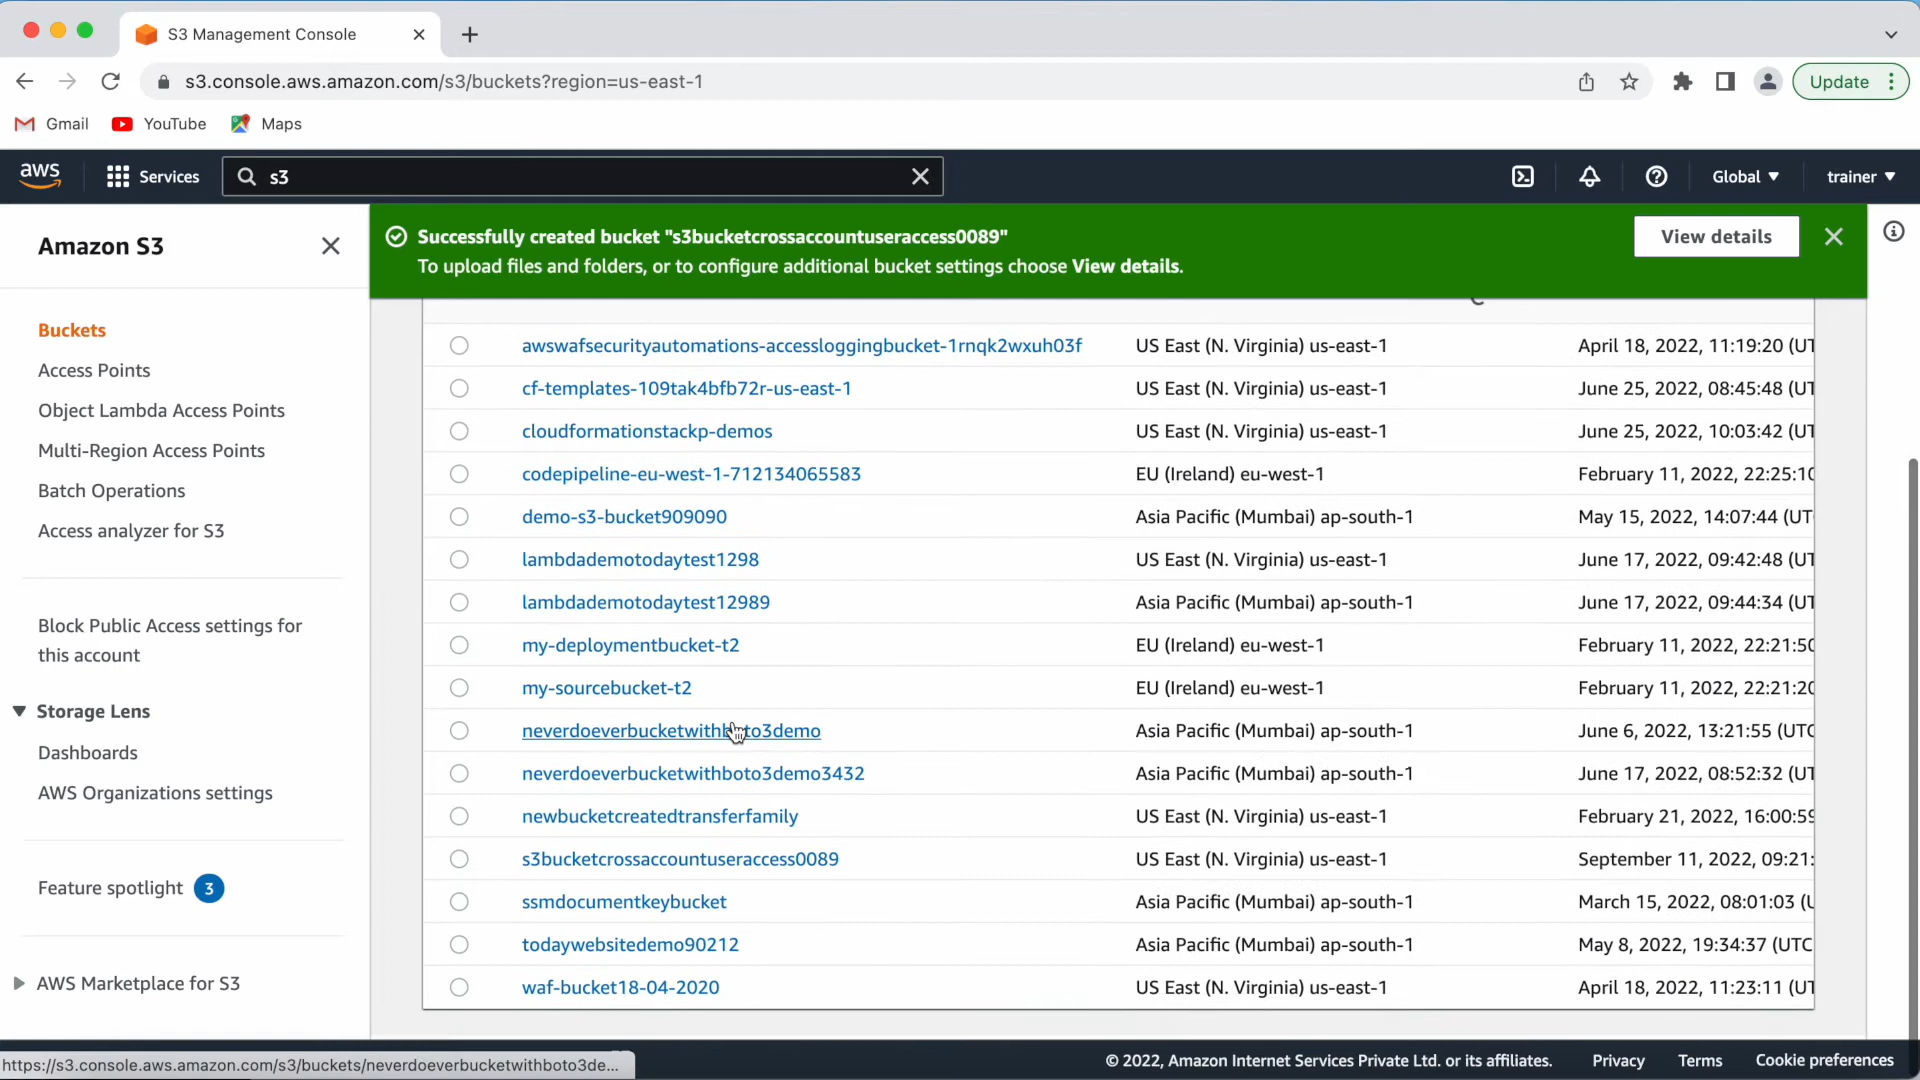 S3 Management Console
s3.console.aws.amazon.com/s3/buckets?region=us-east-1
Update
Gmail
YouTube
Maps
aws
Services
s3
Global
trainer
Amazon S3
Buckets
Access Points
Object Lambda Access Points
Multi-Region Access Points
Batch Operations
Access analyzer for S3
Block Public Access settings for
this account
Storage Lens
Dashboards
AWS Organizations settings
Feature spotlight 3
AWS Marketplace for S3
Successfully created bucket "s3bucketcrossaccountuseraccess0089"
To upload files and folders, or to configure additional bucket settings choose View details.
View details
awswafsecurityautomations-accessloggingbucket-1rnqk2wxuh03f US East (N. Virginia) us-east-1 April 18, 2022, 11:19:20 (UT
cf-templates-109tak4bfb72r-us-east-1 US East (N. Virginia) us-east-1 June 25, 2022, 08:45:48 (UT
cloudformationstackp-demos US East (N. Virginia) us-east-1 June 25, 2022, 10:03:42 (UT
codepipeline-eu-west-1-712134065583 EU (Ireland) eu-west-1 February 11, 2022, 22:25:10
demo-s3-bucket909090 Asia Pacific (Mumbai) ap-south-1 May 15, 2022, 14:07:44 (UT
lambdademotodaytest1298 US East (N. Virginia) us-east-1 June 17, 2022, 09:42:48 (UT
lambdademotodaytest12989 Asia Pacific (Mumbai) ap-south-1 June 17, 2022, 09:44:34 (UT
my-deploymentbucket-t2 EU (Ireland) eu-west-1 February 11, 2022, 22:21:50
my-sourcebucket-t2 EU (Ireland) eu-west-1 February 11, 2022, 22:21:20
neverdoeverbucketwithboto3demo Asia Pacific (Mumbai) ap-south-1 June 6, 2022, 13:21:55 (UTC
neverdoeverbucketwithboto3demo3432 Asia Pacific (Mumbai) ap-south-1 June 17, 2022, 08:52:32 (UT
newbucketcreatedtransferfamily US East (N. Virginia) us-east-1 February 21, 2022, 16:00:59
s3bucketcrossaccountuseraccess0089 US East (N. Virginia) us-east-1 September 11, 2022, 09:21:
ssmdocumentkeybucket Asia Pacific (Mumbai) ap-south-1 March 15, 2022, 08:01:03 (U
todaywebsitedemo90212 Asia Pacific (Mumbai) ap-south-1 May 8, 2022, 19:34:37 (UTC
waf-bucket18-04-2020 US East (N. Virginia) us-east-1 April 18, 2022, 11:23:11 (UT
https://s3.console.aws.amazon.com/s3/buckets/neverdoeverbucketwithboto3de...
© 2022, Amazon Internet Services Private Ltd. or its affiliates.
Privacy
Terms
Cookie preferences